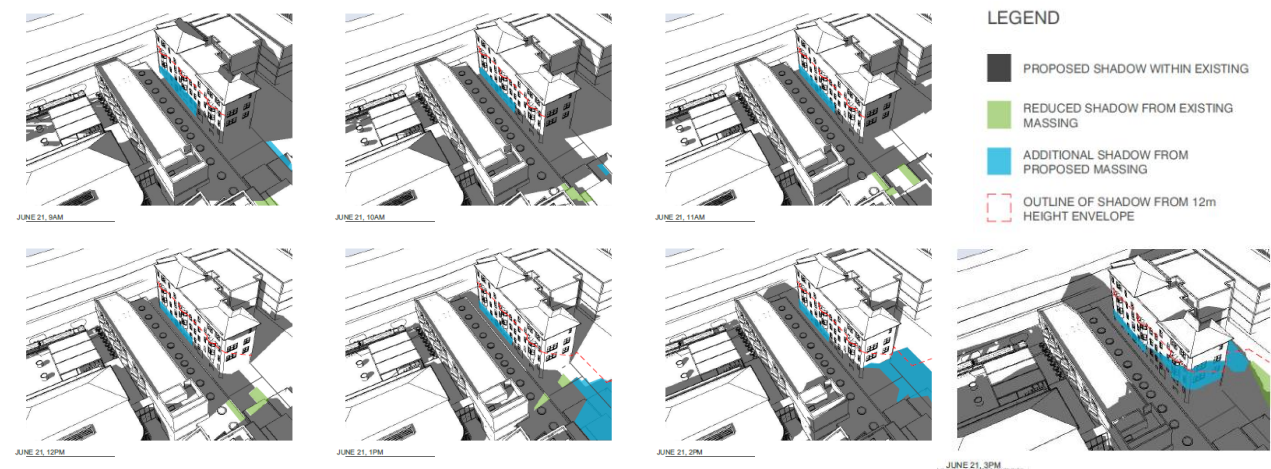 LEGEND
PROPOSED SHADOW WITHIN EXISTING
REDUCED SHADOW FROM EXISTING
MASSING
ADDITIONAL SHADOW FROM
PROPOSED MASSING
OUTLINE OF SHADOW FROM 12m
HEIGHT ENVELOPE
JUNE 21, 9AM
JUNE 21, 10AM
JUNE 21, 11AM
JUNE 21, 12PM
JUNE 21, 1PM
JUNE 21, 2PM
JUNE 21, 3PM